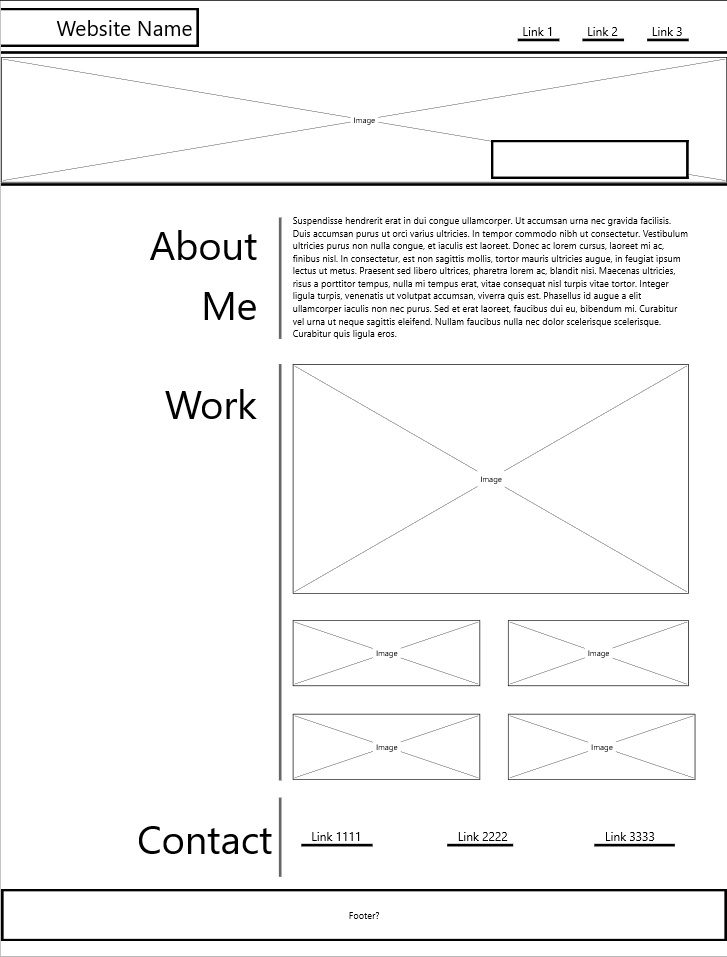 Website Name
Link 1
Link 2
Link 3
Image
About
Me
Suspendisse hendrerit erat in dui congue ullamcorper. Ut accumsan urna nec gravida facilisis.
Duis accumsan purus ut orci varius ultricies. In tempor commodo nibh ut consectetur. Vestibulum
ultricies purus non nulla congue, et iaculis est laoreet. Donec ac lorem cursus, laoreet mi ac,
finibus nisl. In consectetur, est non sagittis mollis, tortor mauris ultricies augue, in feugiat ipsum
lectus ut metus. Praesent sed libero ultrices, pharetra lorem ac, blandit nisi. Maecenas ultricies,
risus a porttitor tempus, nulla mi tempus erat, vitae consequat nisl turpis vitae tortor. Integer
ligula turpis, venenatis ut volutpat accumsan, viverra quis est. Phasellus id augue a elit
ullamcorper iaculis non nec purus. Sed et erat laoreet, faucibus dui eu, bibendum mi. Curabitur
vel urna ut neque sagittis eleifend. Nullam faucibus nulla nec dolor scelerisque scelerisque.
Curabitur quis ligula eros.
Work
Image
Image
Image
Image
Image
Contact
Link 1111
Link 2222
Link 3333
Footer?